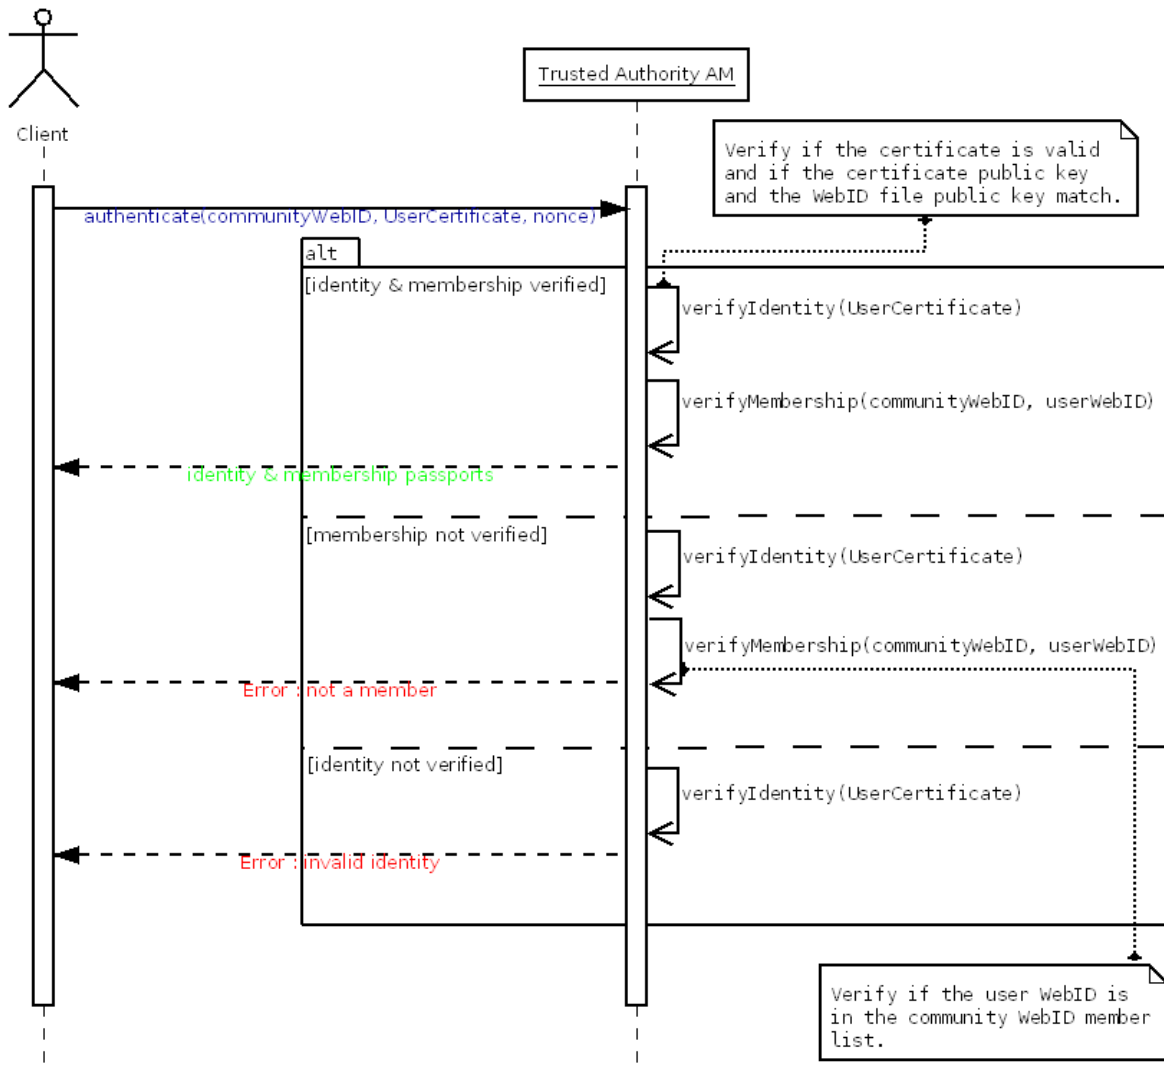 Trusted Authority AM
Client
Verify if the certificate is valid
and if the certificate public key
and the WebID file public key match.
authenticate(communityWebID, UserCertificate, nonce)
alt
[identity & membership verified]
verifyIdentity(UserCertificate)
verifyMembership(communityWebID, userWebID)
identity & membership passports
[membership not verified]
verifyIdentity(UserCertificate)
verifyMembership(communityWebID, userWebID)
Error : not a member
[identity not verified]
verifyIdentity(UserCertificate)
Error : invalid identity
Verify if the user WebID is
in the community WebID member
list.